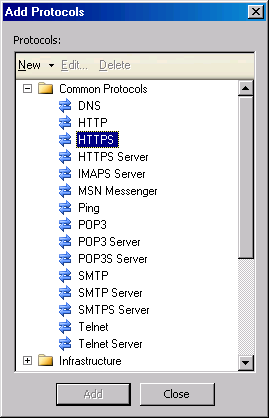 Add Protocols
Protocols:
New Edit... Delete
Common Protocols
DNS
HTTP
HTTPS
HTTPS Server
IMAPS Server
MSN Messenger
Ping
POP3
POP3 Server
POP3S Server
SMTP
SMTP Server
SMTPS Server
Telnet
Telnet Server
Infrastructure
Add Close